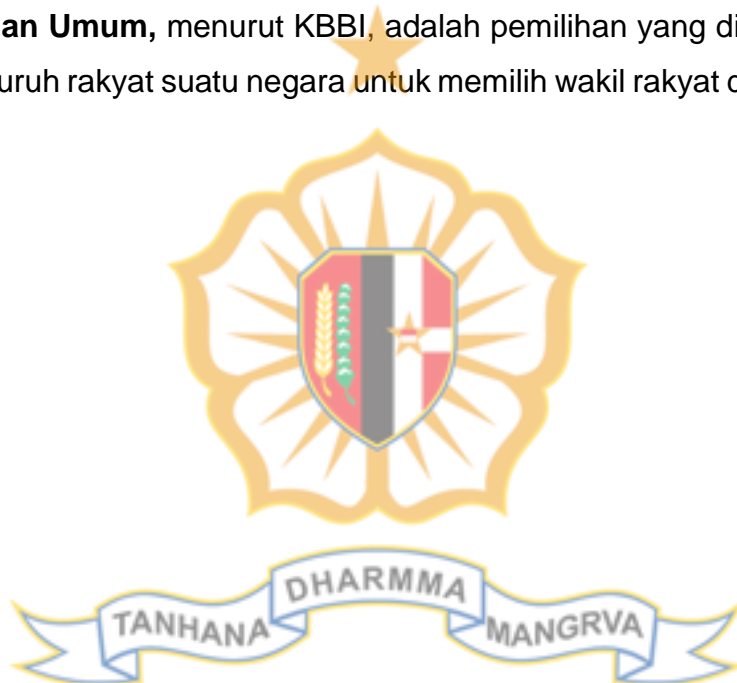 an Umum, menurut KBBI, adalah pemilihan yang di
uruh rakyat suatu negara untuk memilih wakil rakyat
TANHANA DHARMMA MANGRVA